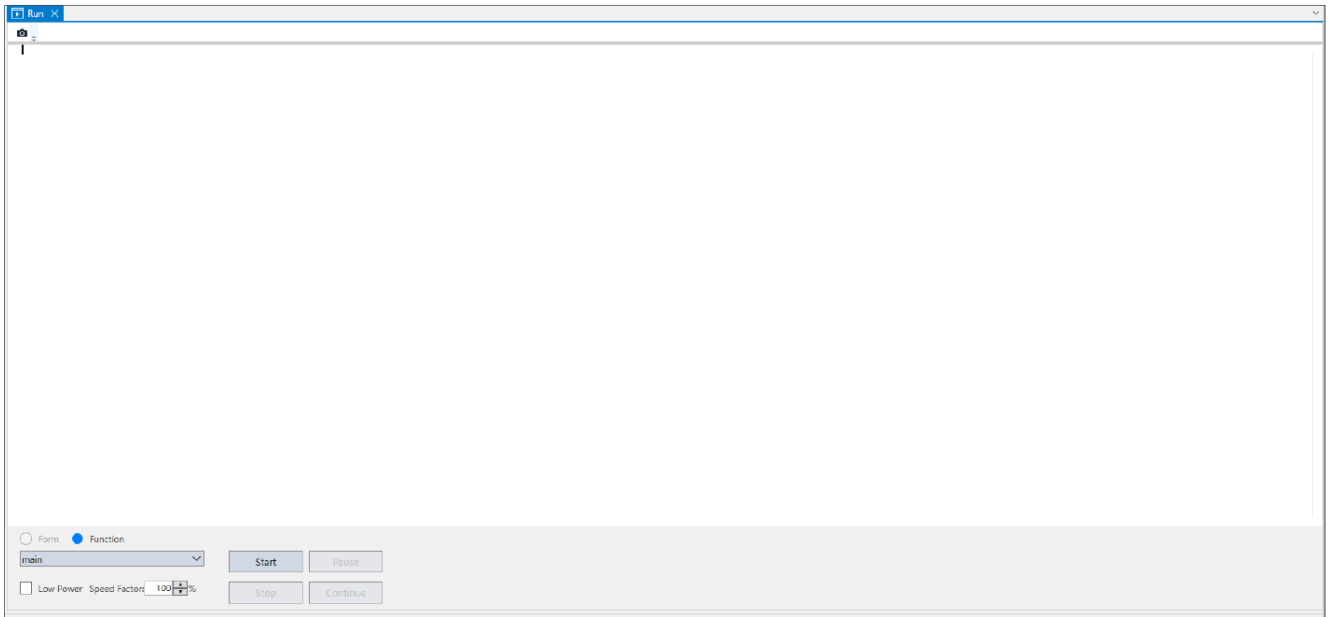 Run
Form Function
main
Start Pause
Low Power Speed Factor: 100 %
Stop Continue